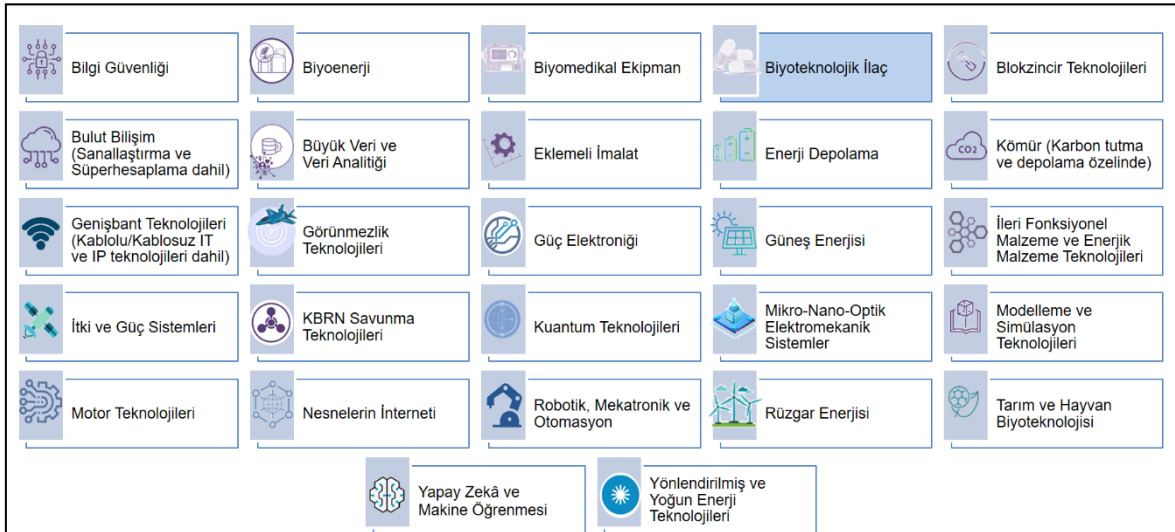 Bilgi Güvenliği
Biyoenerji
Biyomedikal Ekipman
Biyoteknolojik İlaç
Blokzincir Teknolojileri
Bulut Bilişim
(Sanallaştırma ve
Süperhesaplama dahil)
Büyük Veri ve
Veri Analitiği
Eklemeli İmalat
Enerji Depolama
CO2
Kömür (Karbon tutma
ve depolama özelinde)
Genişbant Teknolojileri
(Kablolu/Kablosuz IT
ve IP teknolojileri dahil)
Görünmezlik
Teknolojileri
Güç Elektroniği
Güneş Enerjisi
İleri Fonksiyonel
Malzeme ve Enerjik
Malzeme Teknolojileri
İtki ve Güç Sistemleri
KBRN Savunma
Teknolojileri
Kuantum Teknolojileri
Mikro-Nano-Optik
Elektromekanik
Sistemler
Modelleme ve
Simülasyon
Teknolojileri
Motor Teknolojileri
Nesnelerin İnterneti
Robotik, Mekatronik ve
Otomasyon
Rüzgar Enerjisi
Tarım ve Hayvan
Biyoteknolojisi
Yapay Zekâ ve
Makine Öğrenmesi
Yönlendirilmiş ve
Yoğun Enerji
Teknolojileri